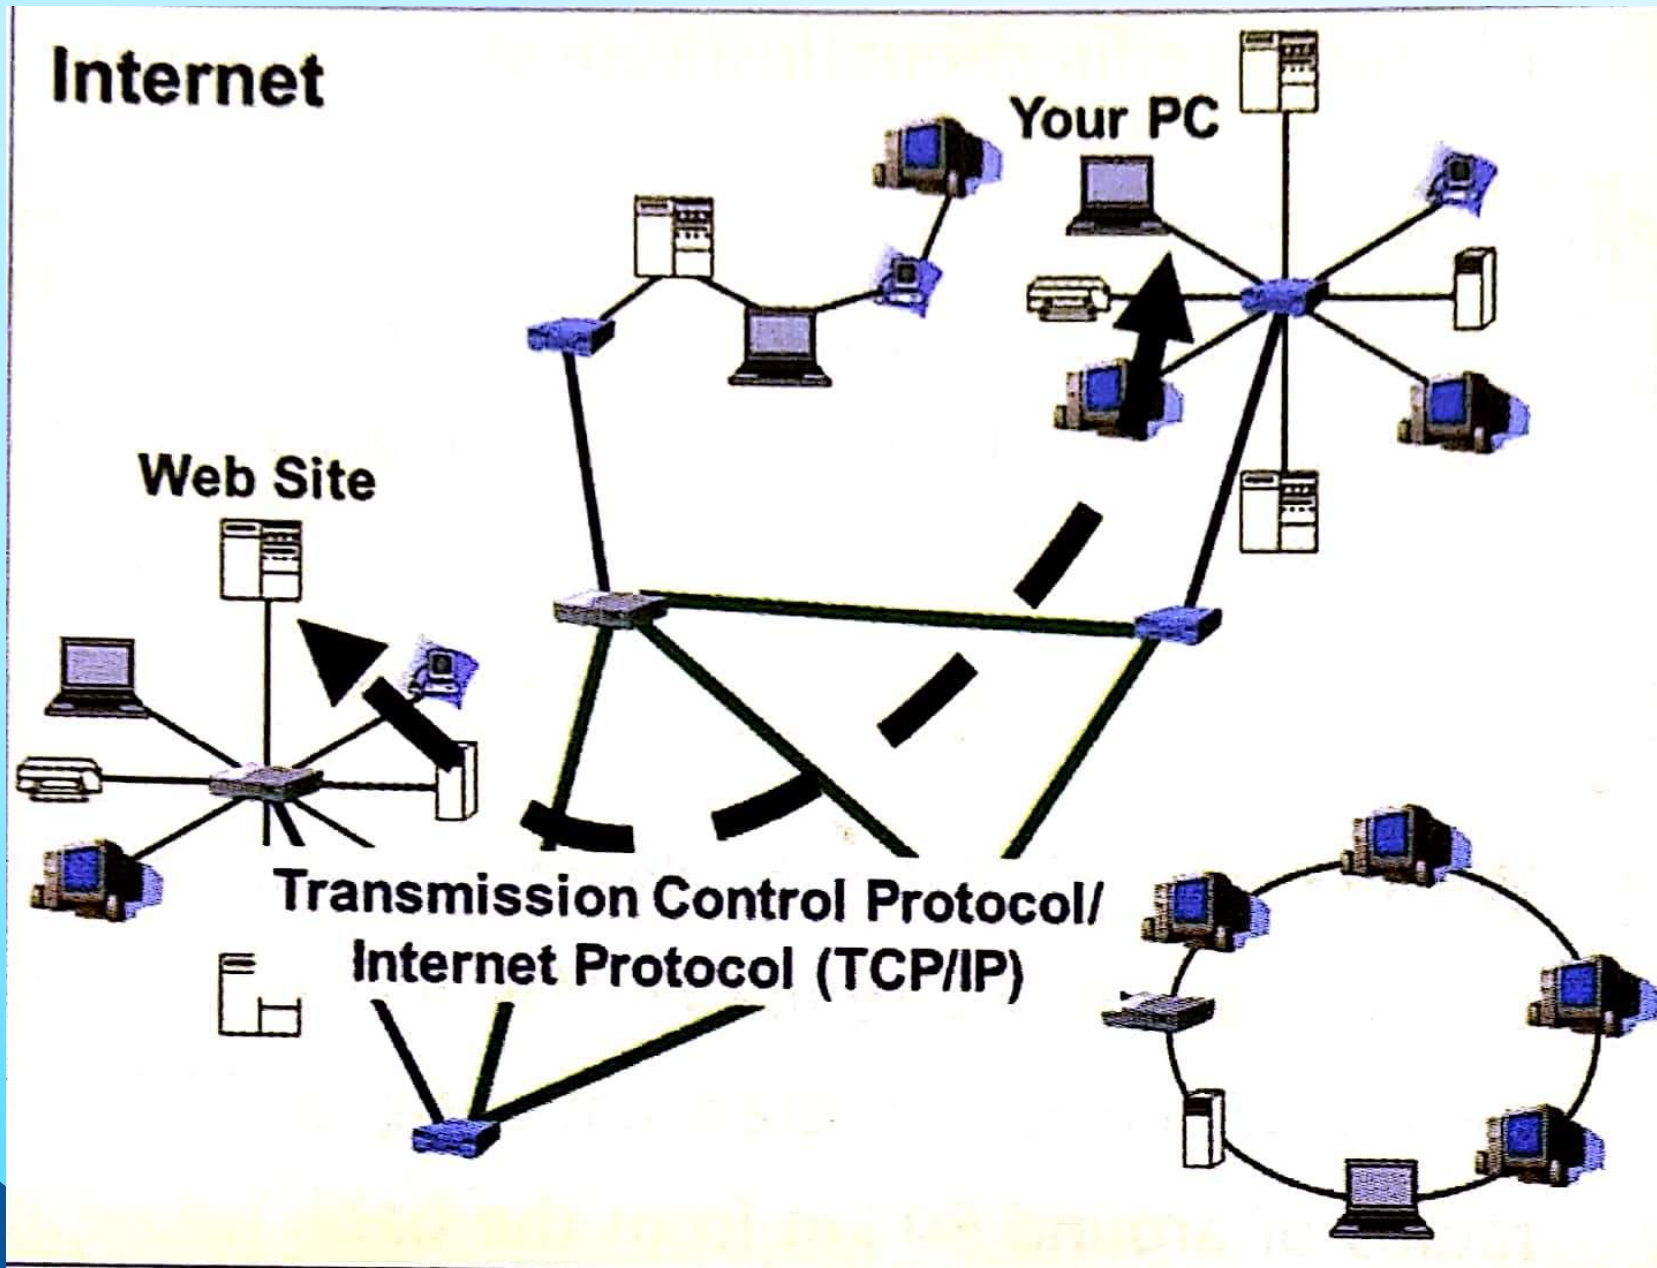 Internet
Your PC
Web Site
Transmission Control Protocol/
Internet Protocol (TCP/IP)